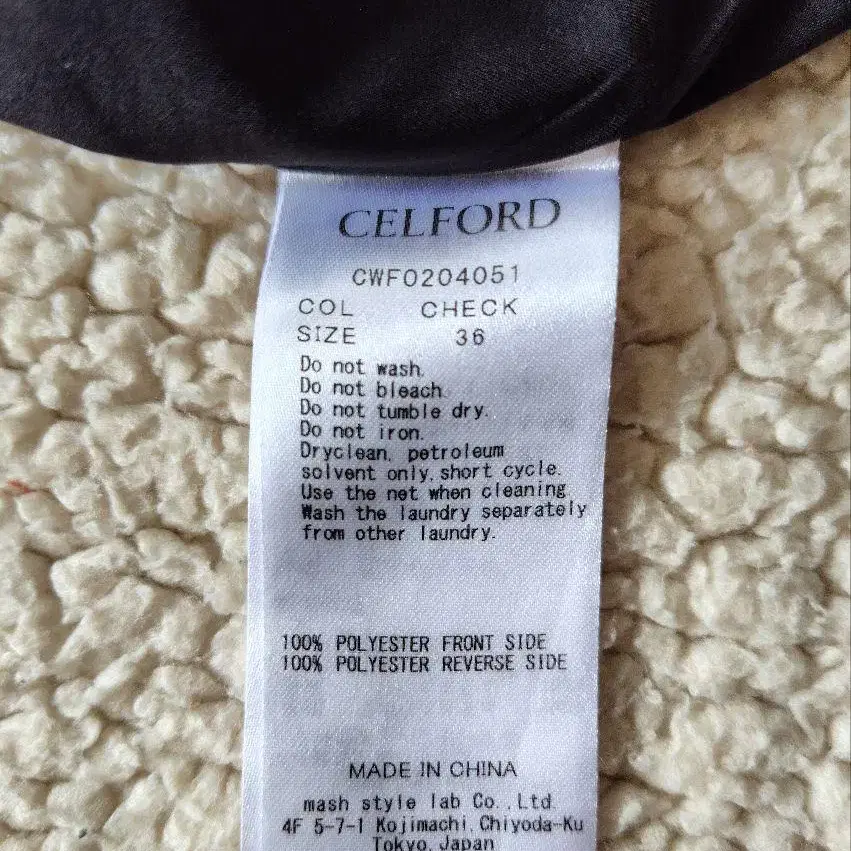 CELFORD
CWF0204051
COL CHECK
SIZE 36
Do not wash.
Do not bleach.
Do not tumble dry.
Do not iron.
Dryclean, petroleum
solvent only, short cycle.
Use the net when cleaning
Wash the laundry separately
from other laundry.
100% POLYESTER FRONT SIDE
100% POLYESTER REVERSE SIDE
MADE IN CHINA
mash style lab Co.,Ltd.
4F 5-7-1 Kojimachi,Chiyoda-Ku
Tokyo,Japan